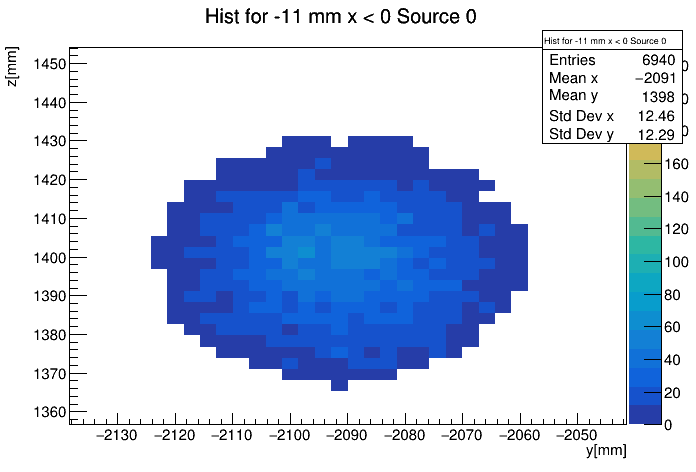 Hist for -11 mm x < 0 Source 0
z[mm]
Hist for -11 mm x < 0 Source 0
Entries 6940
Mean x −2091
Mean y 1398
Std Dev x 12.46
Std Dev y 12.29
1450
1440
1430
1420
1410
1400
1390
1380
1370
1360
0
0
160
140
120
100
80
60
40
20
0
−2130 −2120 −2110 −2100 −2090 −2080 −2070 −2060 −2050
y[mm]